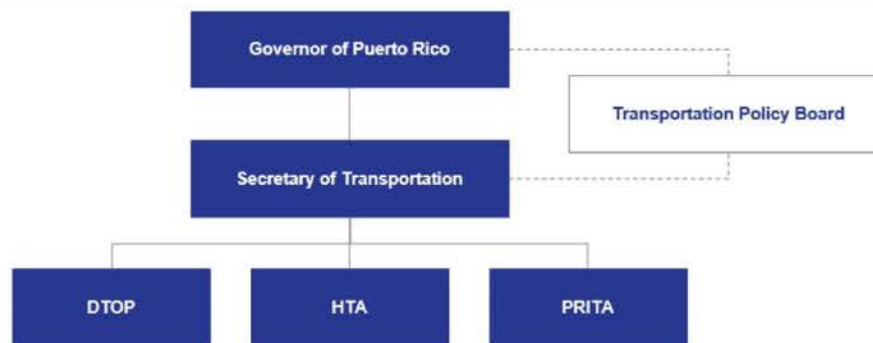 Governor of Puerto Rico
Transportation Policy Board
Secretary of Transportation
DTOP
HTA
PRITA